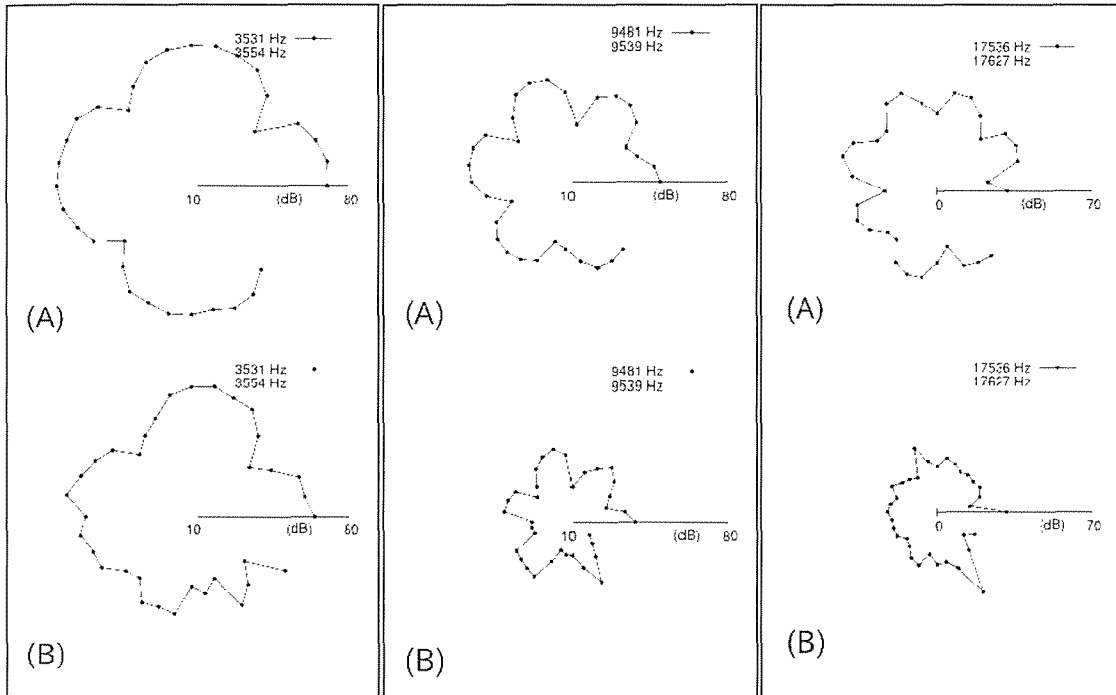 3531 Hz
3554 Hz
10 (dB) 80
(A)
3531 Hz
3554 Hz
10 (dB) 60
(B)
9481 Hz
9539 Hz
10 (dB) 80
(A)
9481 Hz
9539 Hz
10 (dB) 80
(B)
17536 Hz
17627 Hz
0 (dB) 70
(A)
17536 Hz
17627 Hz
0 (dB) 70
(B)